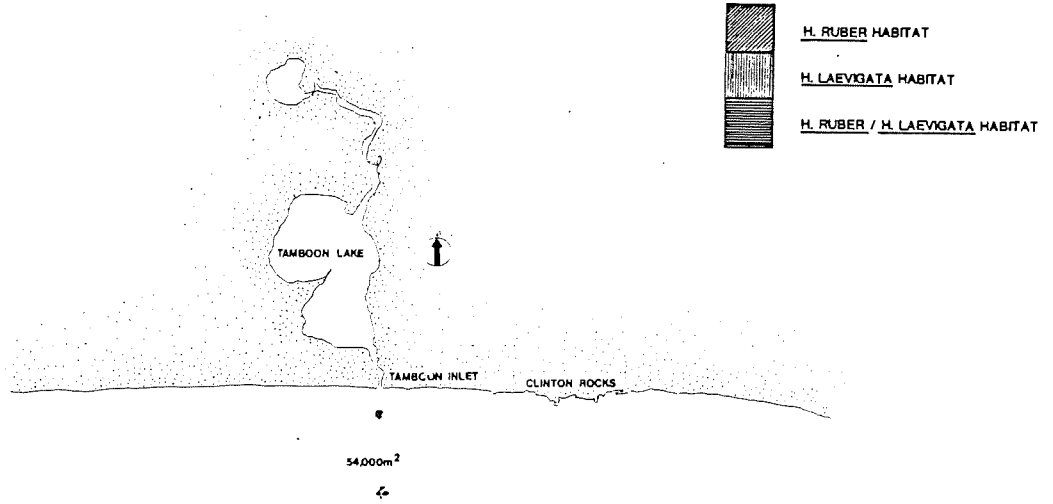 H. RUBER HABITAT
H. LAEVIGATA HABITAT
H. RUBER / H. LAEVIGATA HABITAT
TAMBOON LAKE
TAMBOON INLET
CLINTON ROCKS
54,000m²